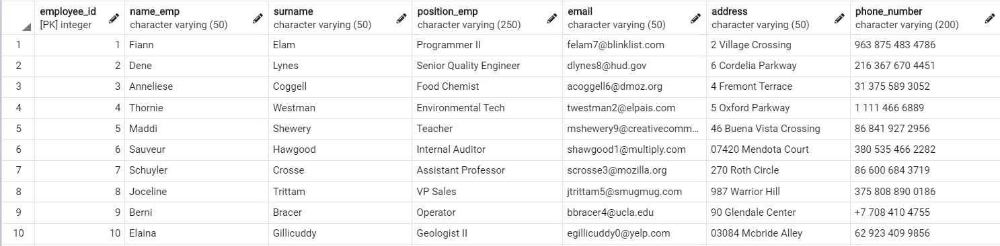 employee_id name_emp surname position_emp email address phone_number
[PK] integer character varying (50) character varying (50) character varying (250) character varying (50) character varying (50) character varying (200)
1 1 Fiann Elam Programmer II felam7@blinklist.com 2 Village Crossing 963 875 483 4786
2 2 Dene Lynes Senior Quality Engineer dlynes8@hud.gov 6 Cordelia Parkway 216 367 670 4451
3 3 Anneliese Coggell Food Chemist acoggell6@dmoz.org 4 Fremont Terrace 31 375 589 3052
4 4 Thornie Westman Environmental Tech twestman2@elpais.com 5 Oxford Parkway 1 111 466 6889
5 5 Maddi Shewery Teacher mshewery9@creativecomm... 46 Buena Vista Crossing 86 841 927 2956
6 6 Sauveur Hawgood Internal Auditor shawgood1@multiply.com 07420 Mendota Court 380 535 466 2282
7 7 Schuyler Crosse Assistant Professor scrosse3@mozilla.org 270 Roth Circle 86 600 684 3719
8 8 Joceline Trittam VP Sales jtrittam5@smugmug.com 987 Warrior Hill 375 808 890 0186
9 9 Berni Bracer Operator bbracer4@ucla.edu 90 Glendale Center +7 708 410 4755
10 10 Elaina Gillicuddy Geologist II egillicuddy0@yelp.com 03084 Mcbride Alley 62 923 409 9856